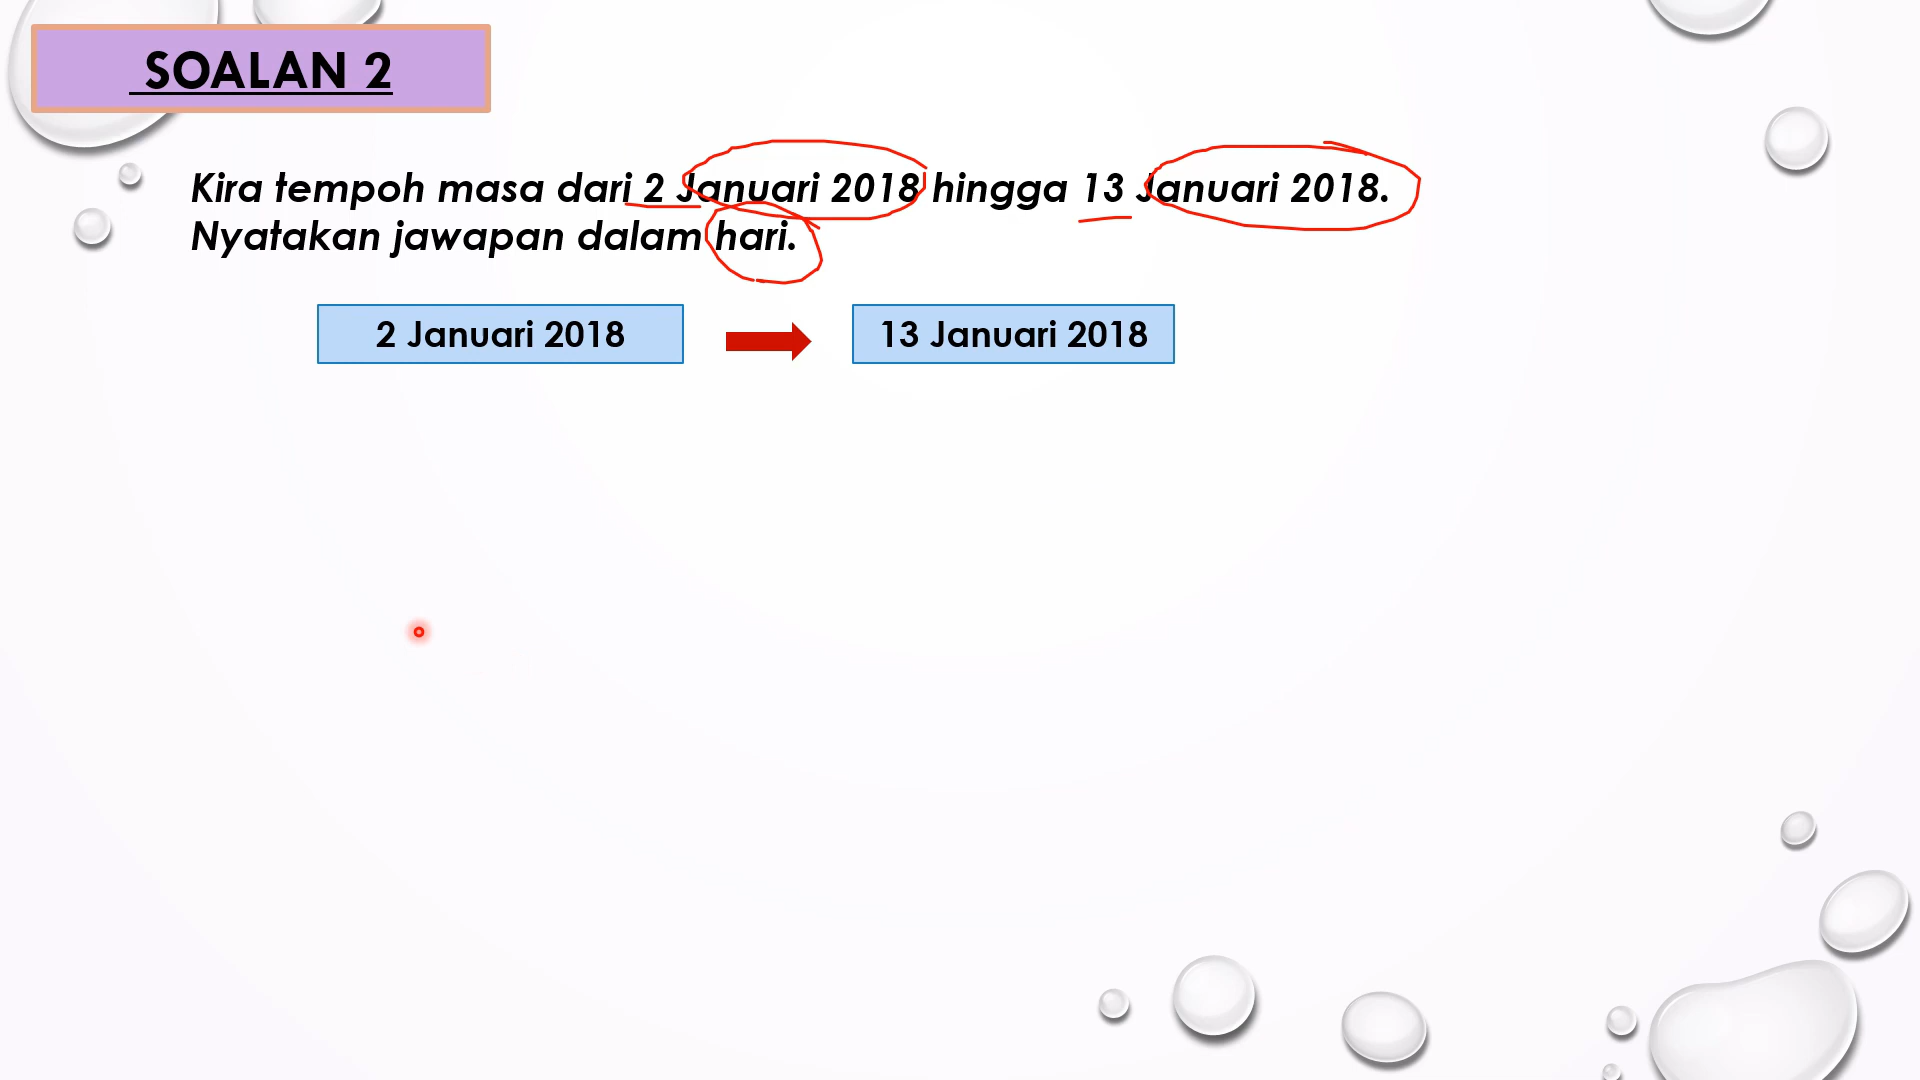 SOALAN 2
Kira tempoh masa dari 2 Januari 2018 hingga 13 Januari 2018.
Nyatakan jawapan dalam hari.
2 Januari 2018
13 Januari 2018